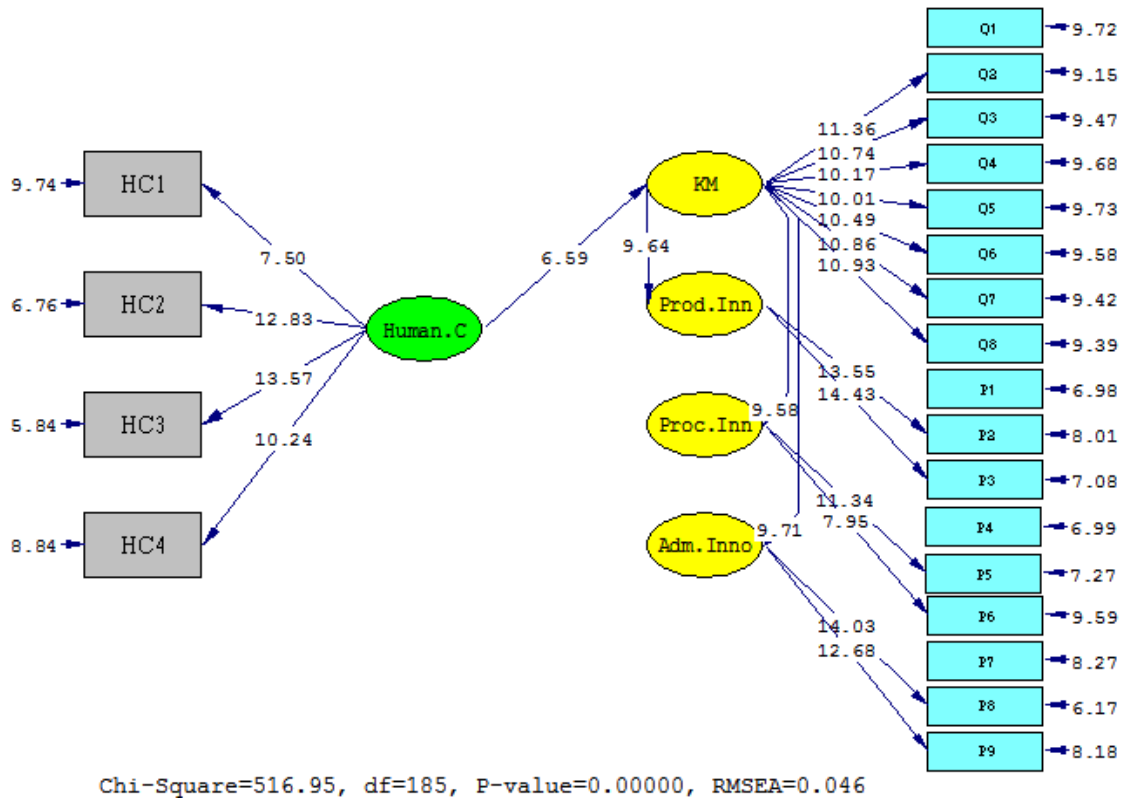 Q1 9.72
Q2 9.15
11.36 Q3 9.47
10.74
9.74 HC1 KM 10.17 Q4 9.68
10.01 Q5 9.73
10.49
7.50 6.59 9.64 10.86 Q6 9.58
10.93
6.76 HC2 12.83 Prod.Inn Q7 9.42
Human.C Q8 9.39
13.57 13.55 P1 6.98
14.43
5.84 HC3 Proc.Inn 9.58 P2 8.01
10.24 P3 7.08
11.34
7.95 P4 6.99
8.84 HC4 Adm.Inno 9.71 P5 7.27
P6 9.59
14.03
12.68 P7 8.27
P8 6.17
P9 8.18
Chi-Square=516.95, df=185, P-value=0.00000, RMSEA=0.046